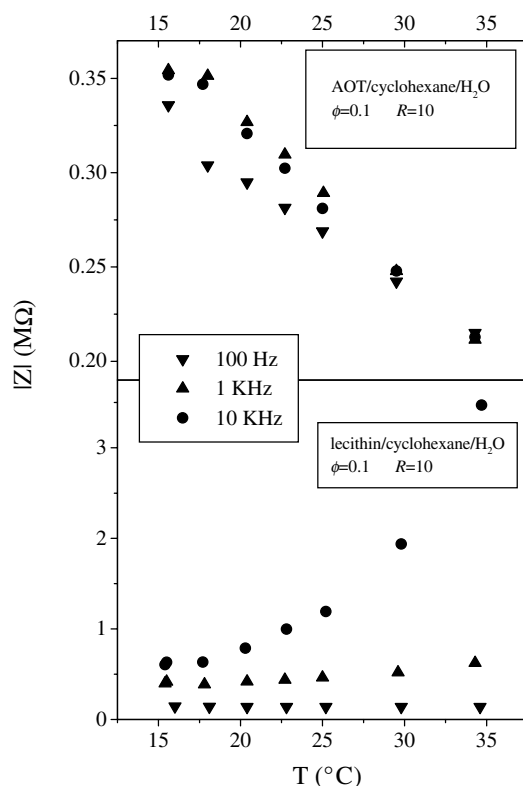 15 20 25 30 35
0.35
AOT/cyclohexane/H₂O
ϕ=0.1 R=10
0.30
0.25
0.20
|Z| (MΩ)
100 Hz
1 KHz
10 KHz
lecithin/cyclohexane/H₂O
ϕ=0.1 R=10
3
2
1
0
15 20 25 30 35
T (°C)